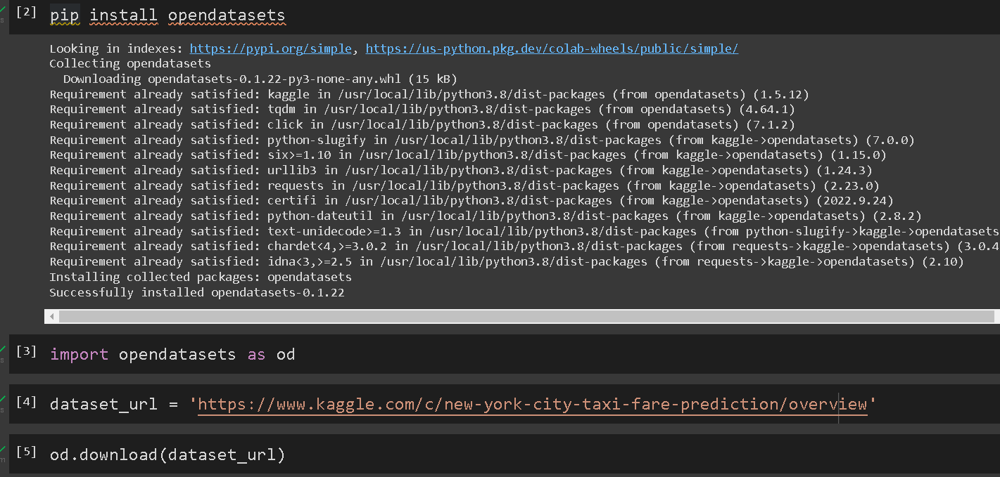 [2] pip install opendatasets
Looking in indexes: https://pypi.org/simple, https://us-python.pkg.dev/colab-wheels/public/simple/
Collecting opendatasets
Downloading opendatasets-0.1.22-py3-none-any.whl (15 kB)
Requirement already satisfied: kaggle in /usr/local/lib/python3.8/dist-packages (from opendatasets) (1.5.12)
Requirement already satisfied: tqdm in /usr/local/lib/python3.8/dist-packages (from opendatasets) (4.64.1)
Requirement already satisfied: click in /usr/local/lib/python3.8/dist-packages (from opendatasets) (7.1.2)
Requirement already satisfied: python-slugify in /usr/local/lib/python3.8/dist-packages (from kaggle->opendatasets) (7.0.0)
Requirement already satisfied: six>=1.10 in /usr/local/lib/python3.8/dist-packages (from kaggle->opendatasets) (1.15.0)
Requirement already satisfied: urllib3 in /usr/local/lib/python3.8/dist-packages (from kaggle->opendatasets) (1.24.3)
Requirement already satisfied: requests in /usr/local/lib/python3.8/dist-packages (from kaggle->opendatasets) (2.23.0)
Requirement already satisfied: certifi in /usr/local/lib/python3.8/dist-packages (from kaggle->opendatasets) (2022.9.24)
Requirement already satisfied: python-dateutil in /usr/local/lib/python3.8/dist-packages (from kaggle->opendatasets) (2.8.2)
Requirement already satisfied: text-unidecode>=1.3 in /usr/local/lib/python3.8/dist-packages (from python-slugify->kaggle->opendatasets
Requirement already satisfied: chardet<4,>=3.0.2 in /usr/local/lib/python3.8/dist-packages (from requests->kaggle->opendatasets) (3.0.4
Requirement already satisfied: idna<3,>=2.5 in /usr/local/lib/python3.8/dist-packages (from requests->kaggle->opendatasets) (2.10)
Installing collected packages: opendatasets
Successfully installed opendatasets-0.1.22
[3] import opendatasets as od
[4] dataset_url = 'https://www.kaggle.com/c/new-york-city-taxi-fare-prediction/overview'
[5] od.download(dataset_url)